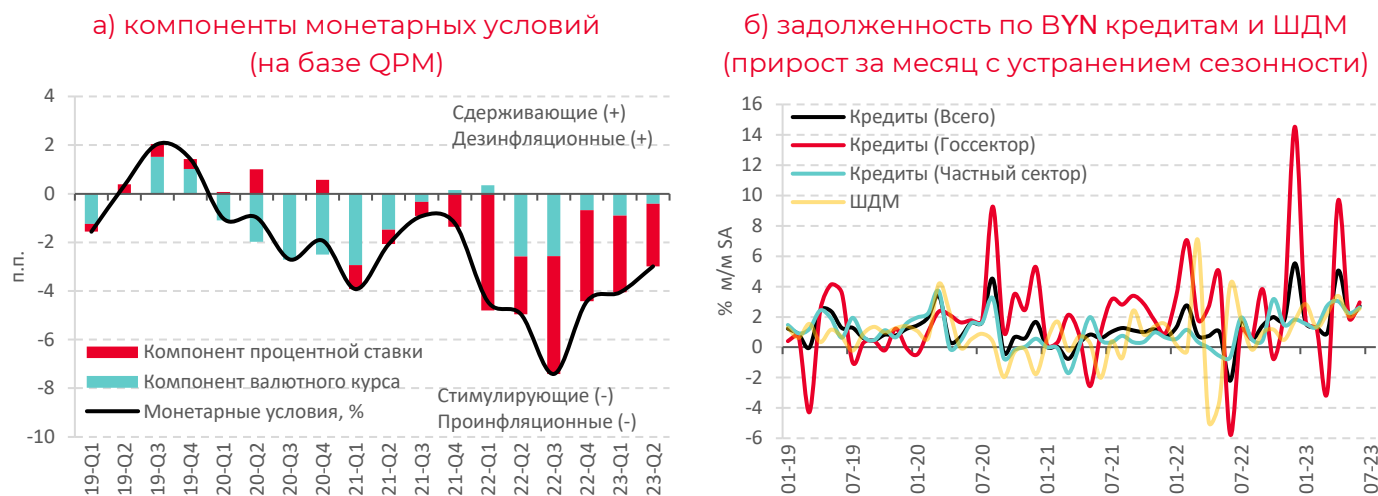 а) компоненты монетарных условий
(на базе QPM)
4
2
0
-2
-4
-6
-8
-10
п.п.
Сдерживающие (+)
Дезинфляционные (+)
Компонент процентной ставки
Компонент валютного курса
Монетарные условия, %
Стимулирующие (-)
Проинфляционные (-)
19-Q1
19-Q2
19-Q3
19-Q4
20-Q1
20-Q2
20-Q3
20-Q4
21-Q1
21-Q2
21-Q3
21-Q4
22-Q1
22-Q2
22-Q3
22-Q4
23-Q1
23-Q2
б) задолженность по BYN кредитам и ШДМ
(прирост за месяц с устранением сезонности)
16
14
12
10
8
6
4
2
0
-2
-4
-6
% м/м SA
Кредиты (Всего)
Кредиты (Госсектор)
Кредиты (Частный сектор)
ШДМ
01-19
07-19
01-20
07-20
01-21
07-21
01-22
07-22
01-23
07-23